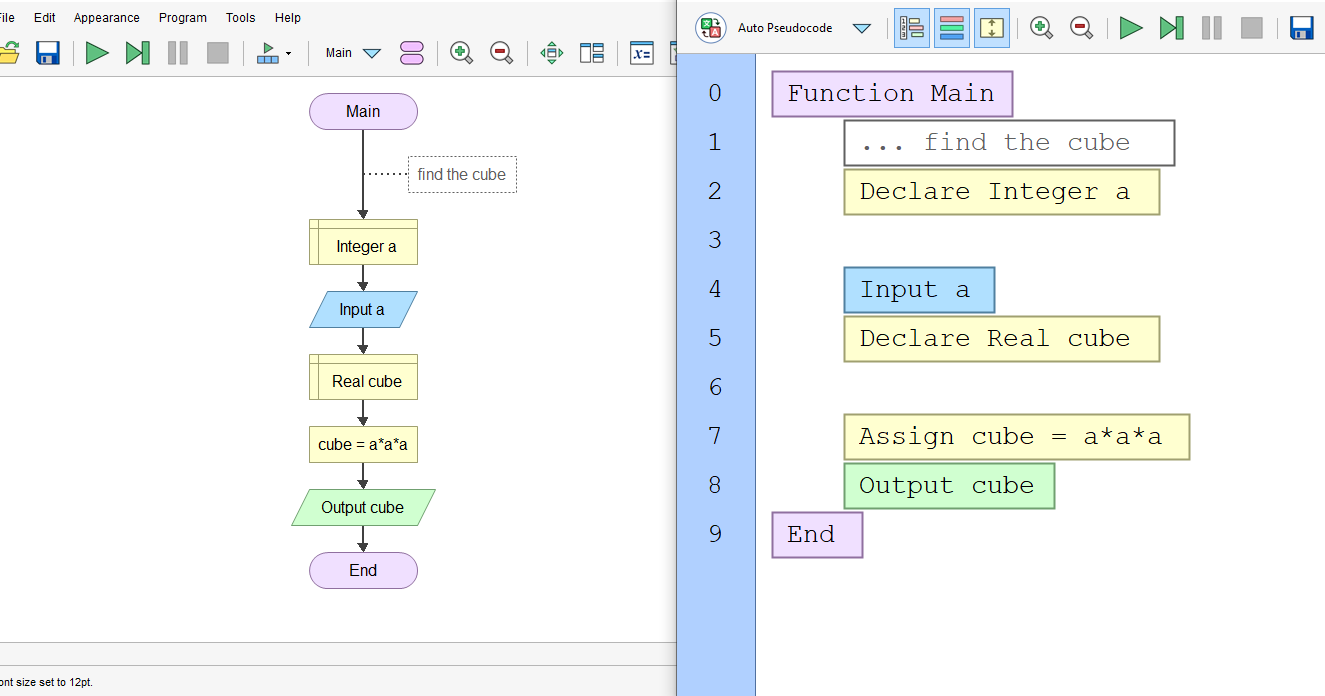 ile Edit Appearance Program Tools Help
Main
x=
Main
find the cube
Integer a
Input a
Real cube
cube = a*a*a
Output cube
End
ont size set to 12pt.
Auto Pseudocode
0 Function Main
1 ... find the cube
2 Declare Integer a
3
4 Input a
5 Declare Real cube
6
7 Assign cube = a*a*a
8 Output cube
9 End